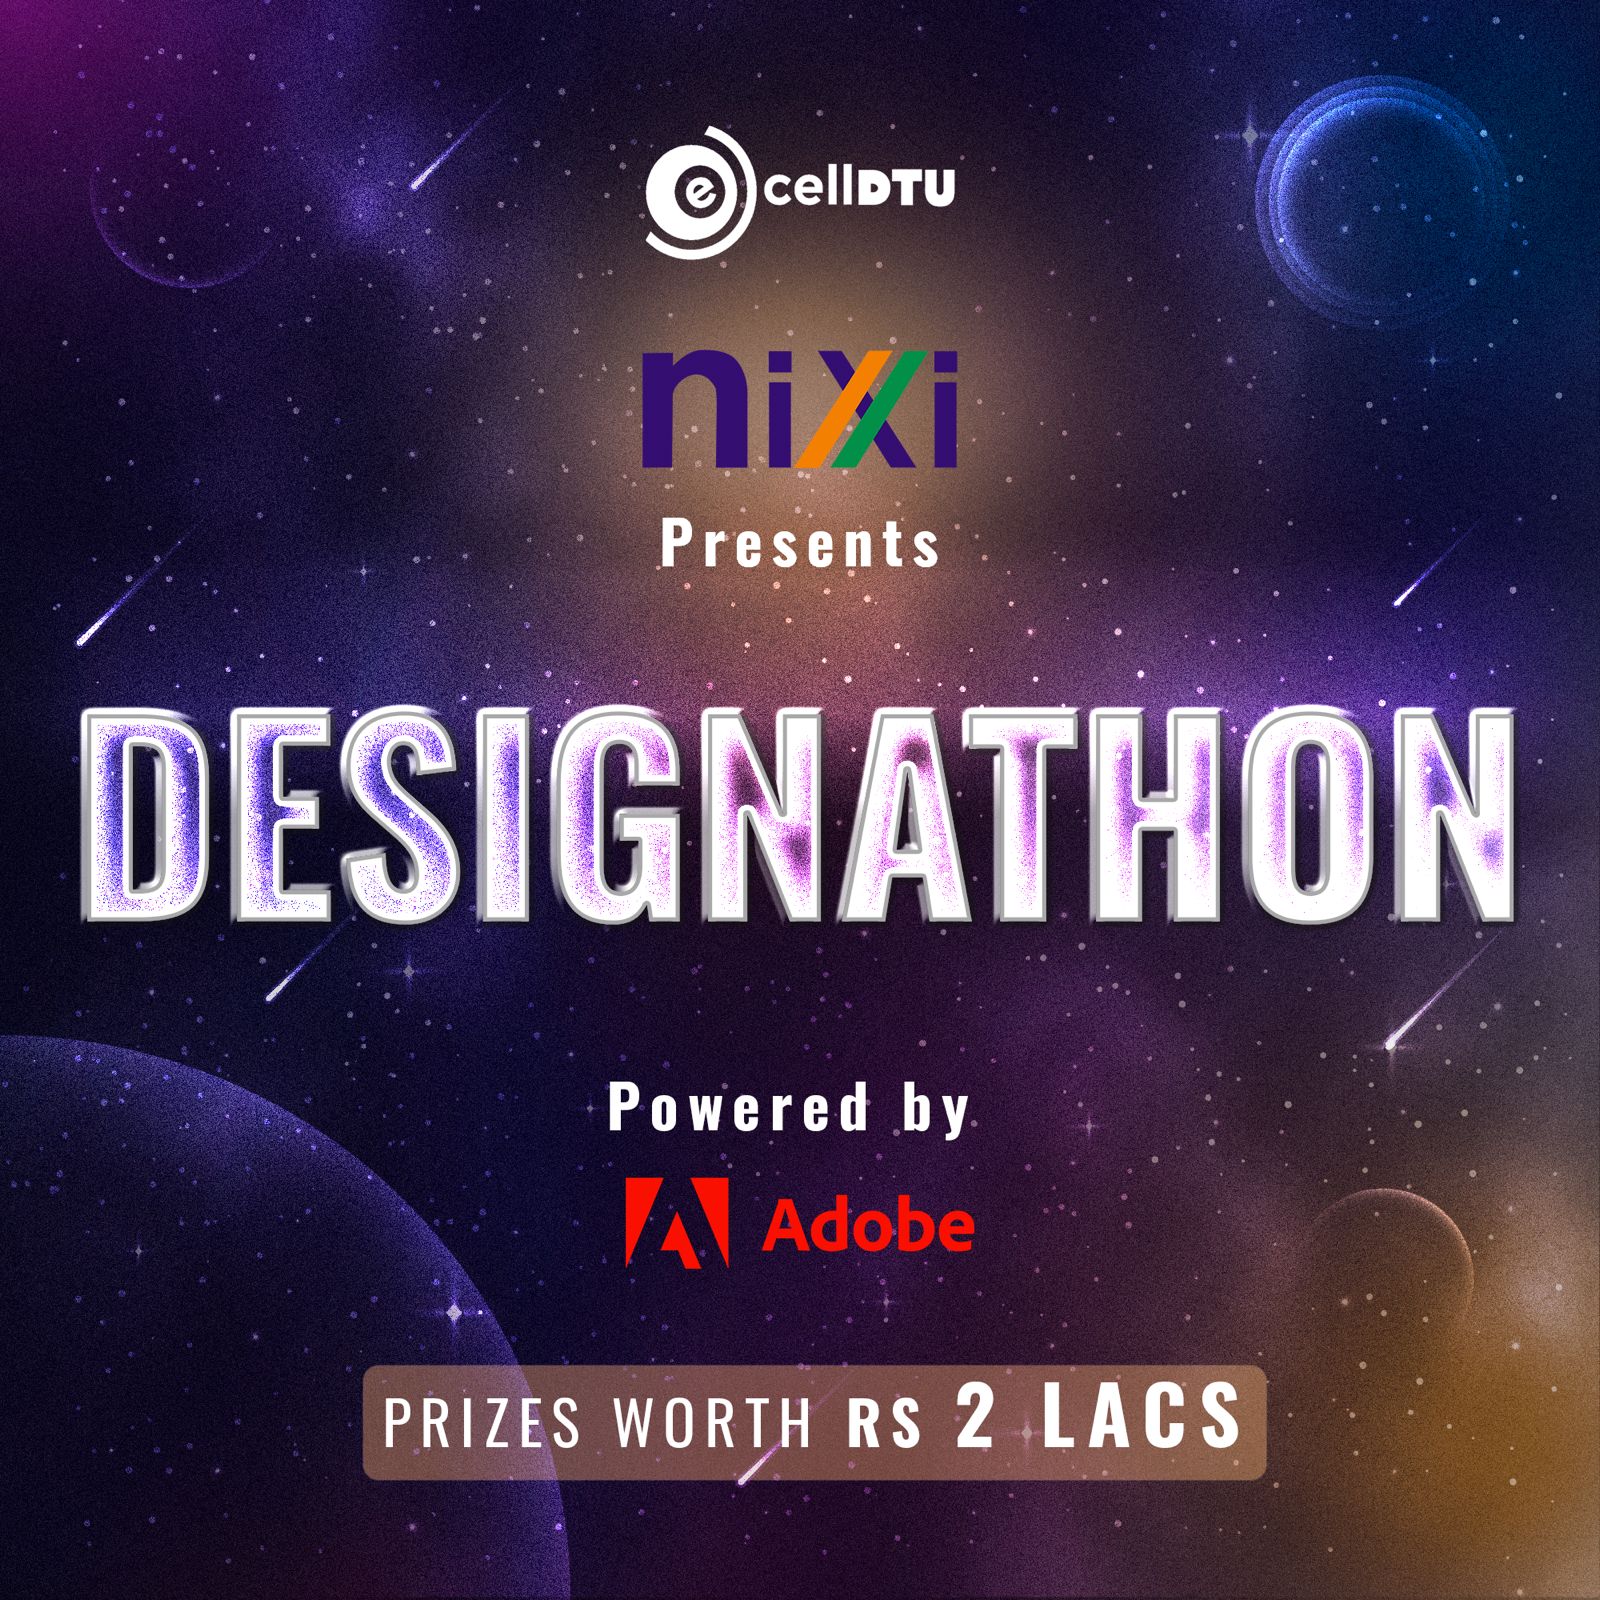 e cellDTU
nixi
Presents
DESIGNATHON
Powered by
Adobe
PRIZES WORTH RS 2 LACS